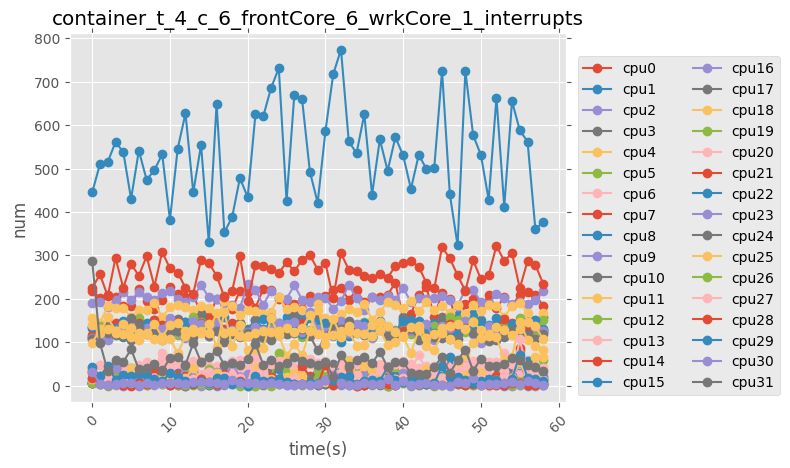 container_t_4_c_6_frontCore_6_wrkCore_1_interrupts
800
700
600
500
400
300
200
100
0
num
0
10
20
30
40
50
60
time(s)
cpu0
cpu1
cpu2
cpu3
cpu4
cpu5
cpu6
cpu7
cpu8
cpu9
cpu10
cpu11
cpu12
cpu13
cpu14
cpu15
cpu16
cpu17
cpu18
cpu19
cpu20
cpu21
cpu22
cpu23
cpu24
cpu25
cpu26
cpu27
cpu28
cpu29
cpu30
cpu31